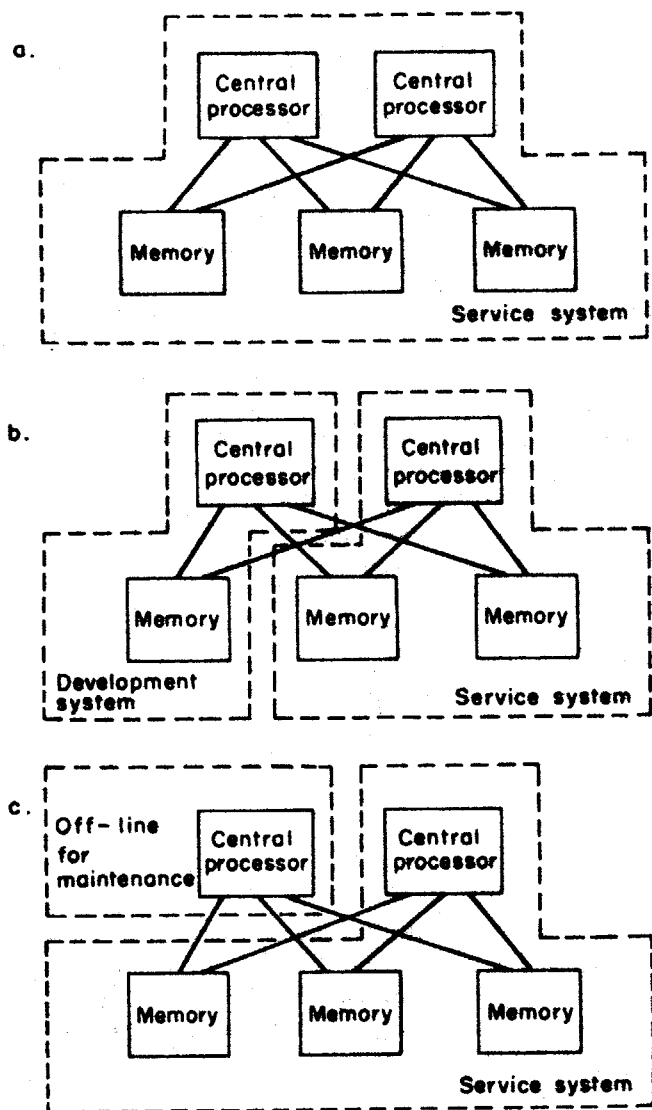 a.
Central
processor
Central
processor
Memory
Memory
Memory
Service system
b.
Central
processor
Central
processor
Memory
Memory
Memory
Development
system
Service system
c.
Off-line
for
maintenance
Central
processor
Central
processor
Memory
Memory
Memory
Service system